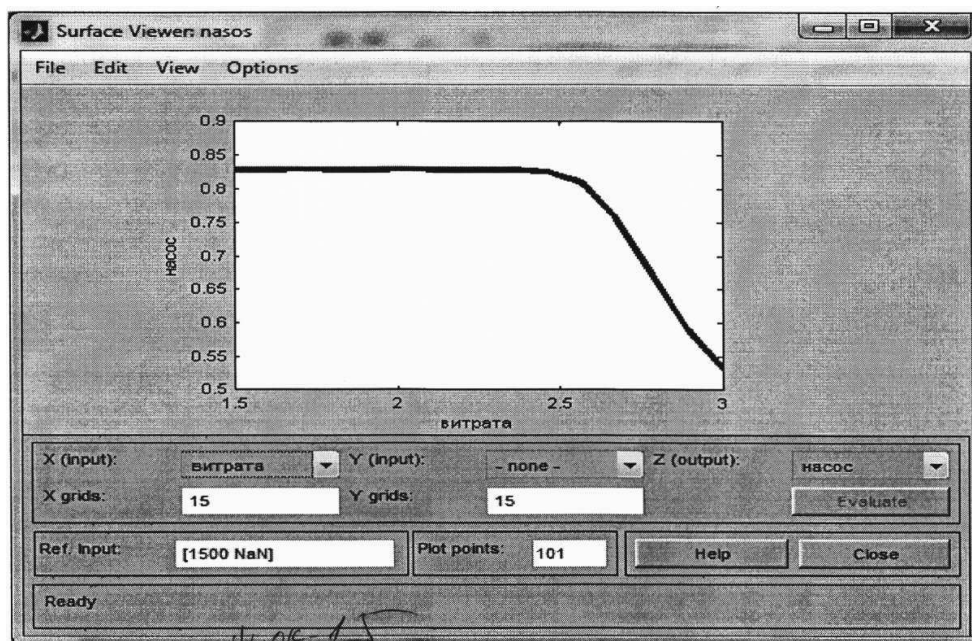 Surface Viewer: nasos
File Edit View Options
0.9
0.85
0.8
0.75
0.7
0.65
0.6
0.55
0.5
насос
1.5 2 2.5 3
витрата
X (input): витрата Y (input): - none - Z (output): насос
X grids: 15 Y grids: 15 Evaluate
Ref. Input: [1500 NaN] Plot points: 101 Help Close
Ready